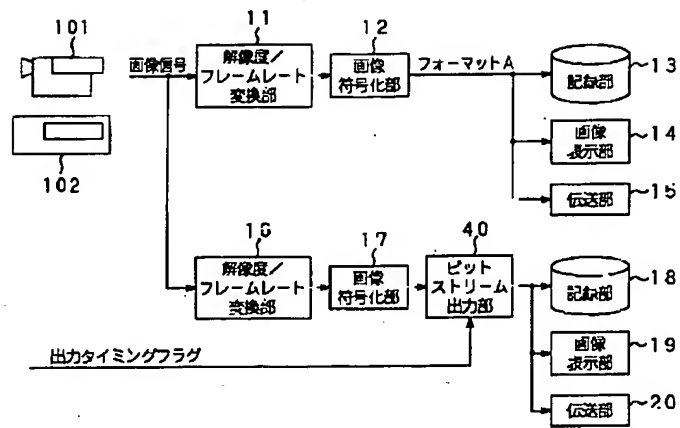 101
102
画像信号
11
解像度/
フレームレート
変換部
12
画像
符号化部
フォーマットA
記録部
13
画像
表示部
14
伝送部
15
16
解像度/
フレームレート
変換部
17
画像
符号化部
40
ビット
ストリーム
出力部
記録部
18
画像
表示部
19
伝送部
20
出力タイミングフラグ